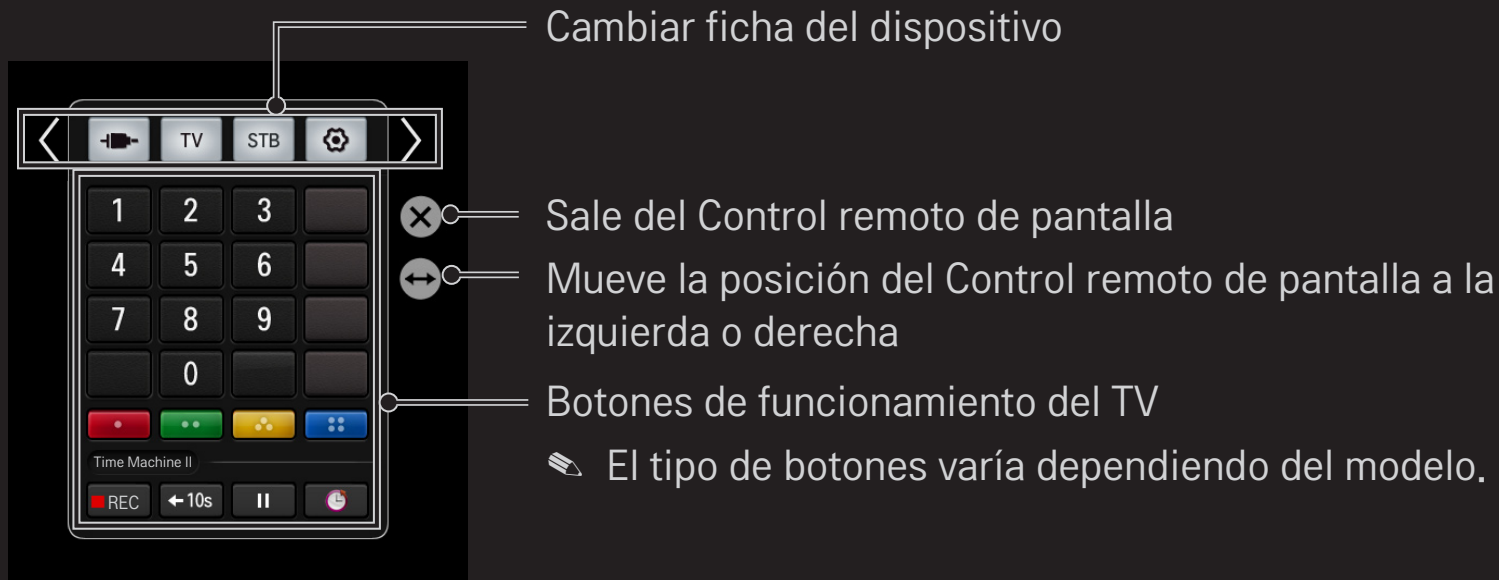 Cambiar ficha del dispositivo
TV STB
1 2 3
Sale del Control remoto de pantalla
4 5 6
Mueve la posición del Control remoto de pantalla a la
izquierda o derecha
7 8 9
0
Botones de funcionamiento del TV
Time Machine II
✎ El tipo de botones varía dependiendo del modelo.
REC ←10s